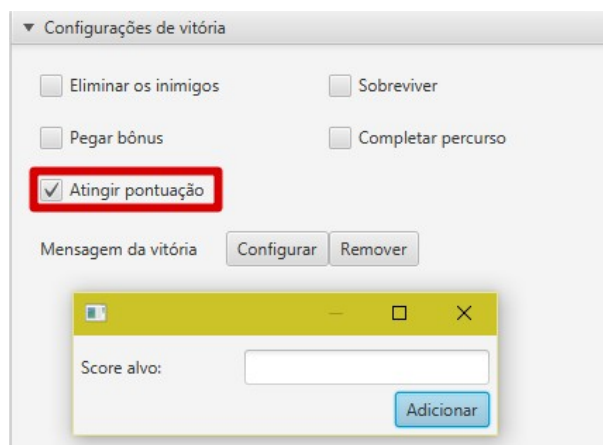 Configurações de vitória
Eliminar os inimigos Sobreviver
Pegar bônus Completar percurso
Atingir pontuação
Mensagem da vitória Configurar Remover
Score alvo:
Adicionar